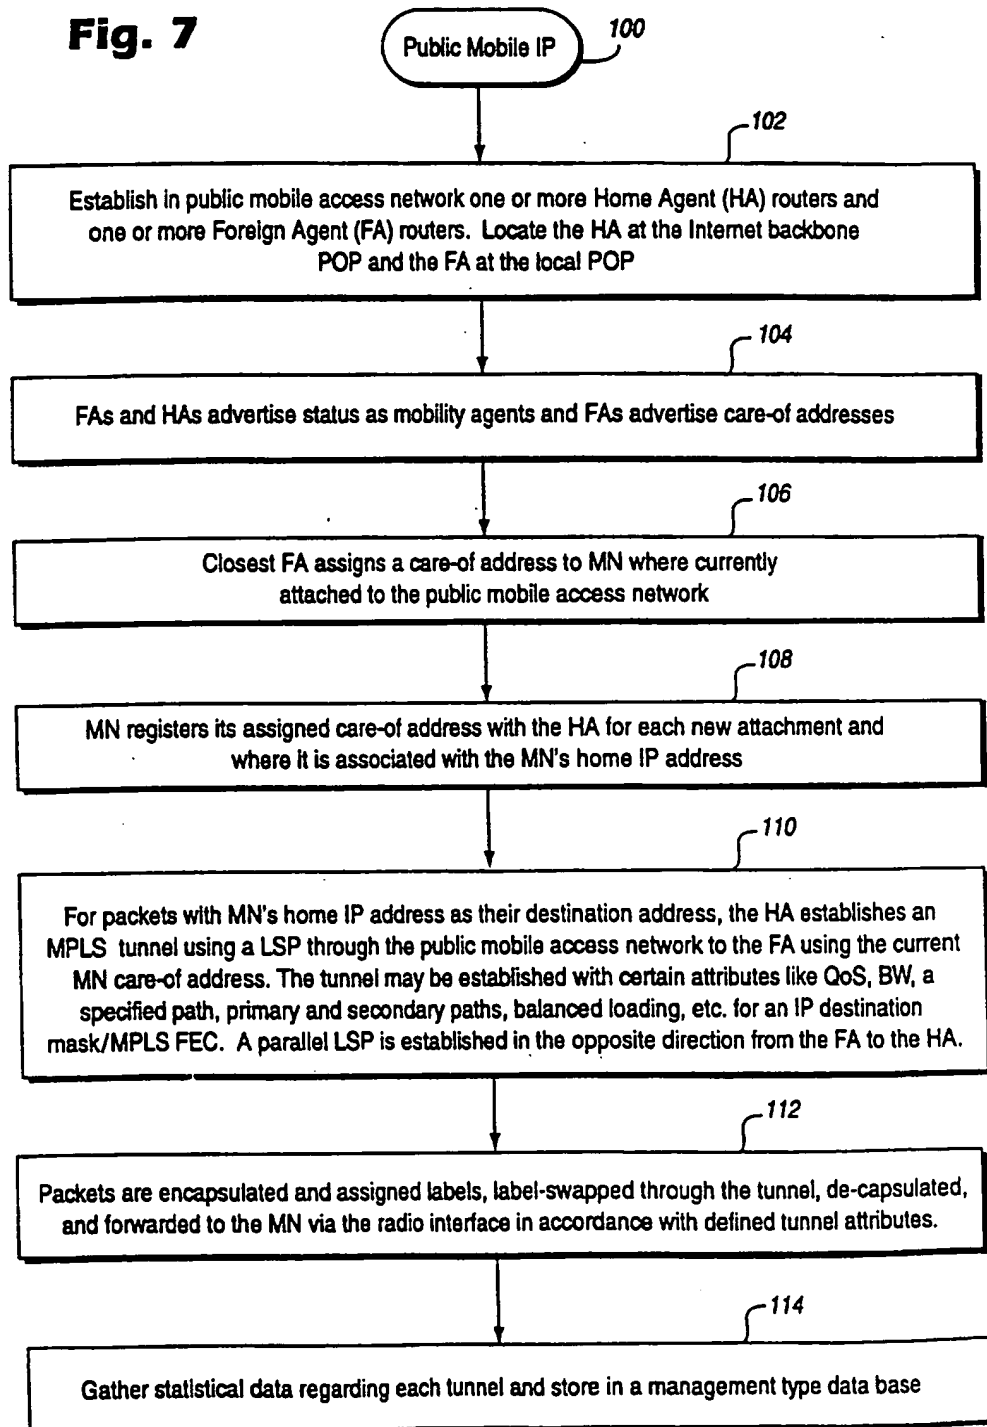 Fig. 7
Public Mobile IP
100
102
Establish in public mobile access network one or more Home Agent (HA) routers and
one or more Foreign Agent (FA) routers. Locate the HA at the Internet backbone
POP and the FA at the local POP
104
FAs and HAs advertise status as mobility agents and FAs advertise care-of addresses
106
Closest FA assigns a care-of address to MN where currently
attached to the public mobile access network
108
MN registers its assigned care-of address with the HA for each new attachment and
where it is associated with the MN's home IP address
110
For packets with MN's home IP address as their destination address, the HA establishes an
MPLS tunnel using a LSP through the public mobile access network to the FA using the current
MN care-of address. The tunnel may be established with certain attributes like QoS, BW, a
specified path, primary and secondary paths, balanced loading, etc. for an IP destination
mask/MPLS FEC. A parallel LSP is established in the opposite direction from the FA to the HA.
112
Packets are encapsulated and assigned labels, label-swapped through the tunnel, de-capsulated,
and forwarded to the MN via the radio interface in accordance with defined tunnel attributes.
114
Gather statistical data regarding each tunnel and store in a management type data base